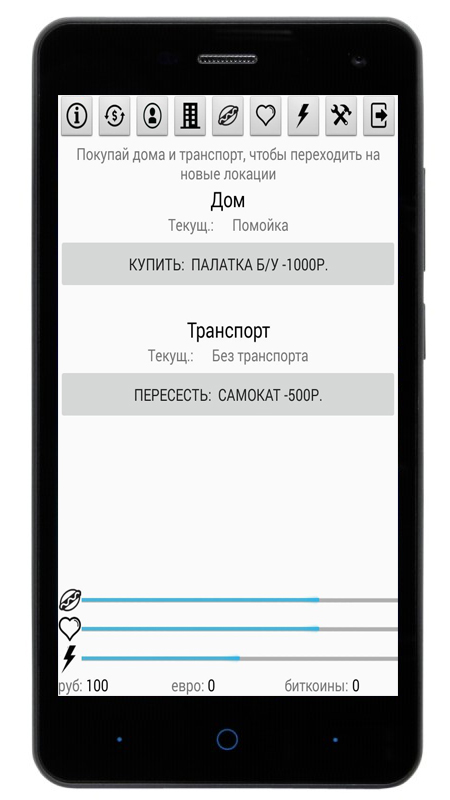 Покупай дома и транспорт, чтобы переходить на
новые локации
Дом
Текущ.: Помойка
КУПИТЬ: ПАЛАТКА Б/У -1000Р.
Транспорт
Текущ.: Без транспорта
ПЕРЕСЕСТЬ: САМОКАТ -500Р.
руб: 100 евро: 0 биткоины: 0